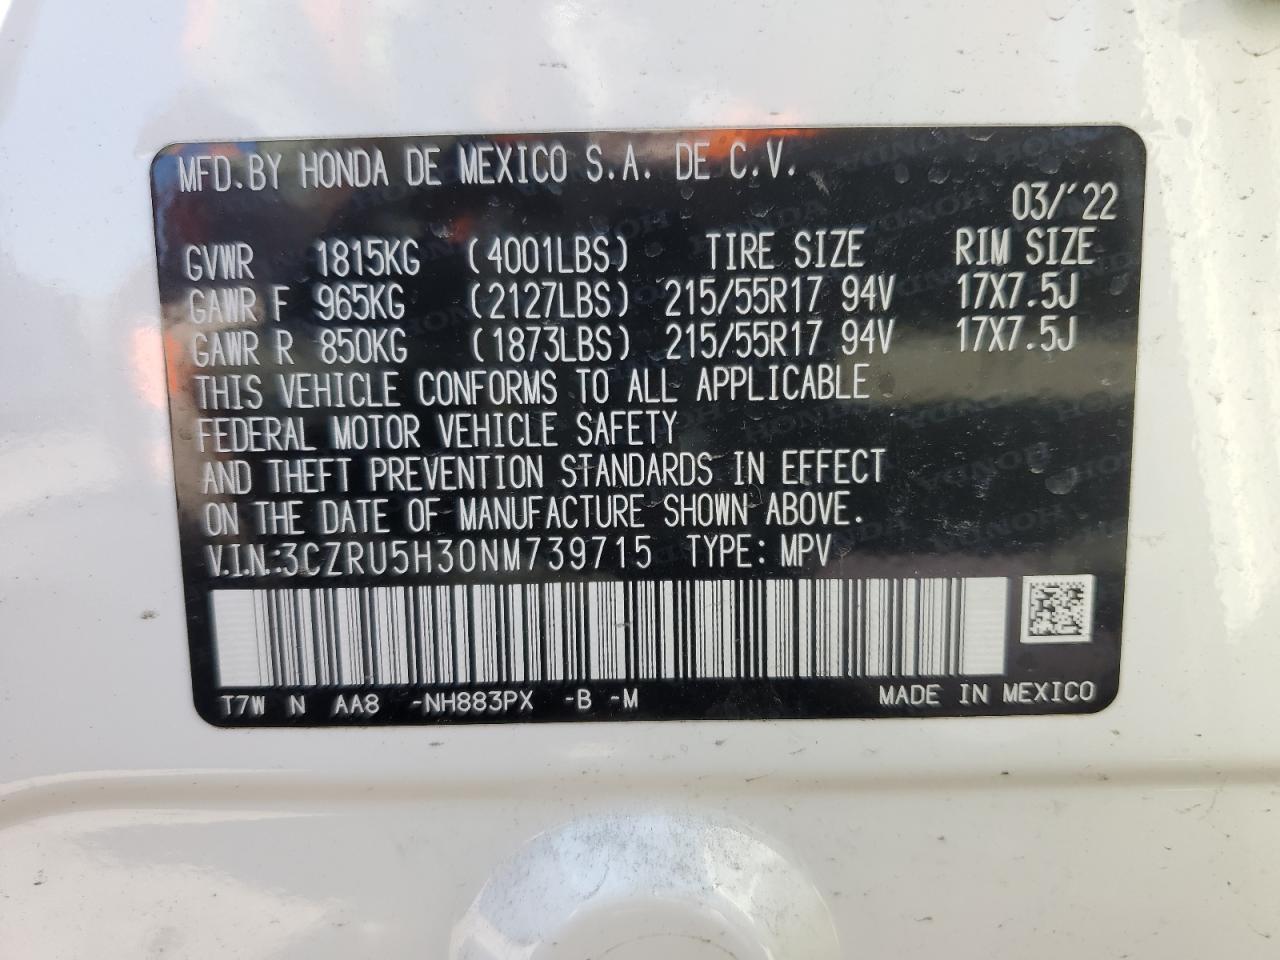 MFD.BY HONDA DE MEXICO S.A. DE C.V.
03/'22
GVWR 1815KG (4001LBS) TIRE SIZE RIM SIZE
GAWR F 965KG (2127LBS) 215/55R17 94V 17X7.5J
GAWR R 850KG (1873LBS) 215/55R17 94V 17X7.5J
THIS VEHICLE CONFORMS TO ALL APPLICABLE
FEDERAL MOTOR VEHICLE SAFETY
AND THEFT PREVENTION STANDARDS IN EFFECT
ON THE DATE OF MANUFACTURE SHOWN ABOVE.
V.I.N.:3CZRU5H30NM739715 TYPE: MPV
T7W N AA8 -NH883PX -B -M MADE IN MEXICO